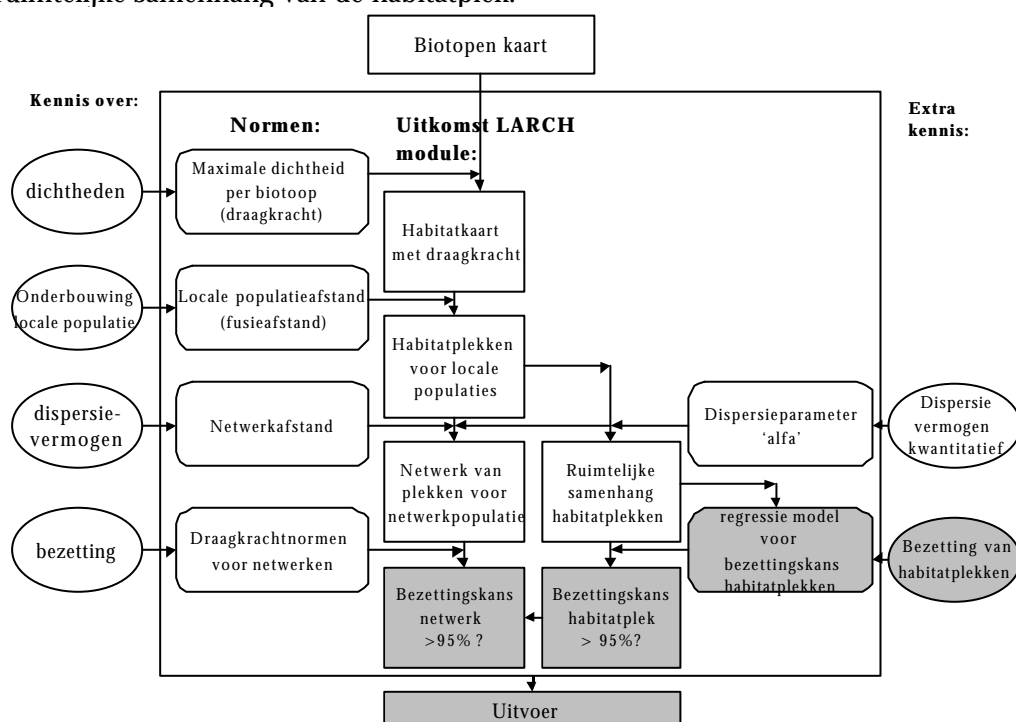 ruimtelijke samenhang van de habitatplek.
Biotopen kaart
Kennis over:
Normen:
Uitkomst LARCH
module:
Extra
kennis:
dichtheden
Maximale dichtheid
per biotoop
(draagkracht)
Habitatkaart
met draagkracht
Onderbouwing
locale populatie
Locale populatieafstand
(fusieafstand)
Habitatplekken
voor locale
populaties
dispersie-
vermogen
Netwerkafstand
Dispersieparameter
‘alfa’
Dispersie
vermogen
kwantitatief
Netwerk van
plekken voor
netwerkpopulatie
Ruimtelijke
samenhang
habitatplekken
bezetting
Draagkrachtnormen
voor netwerken
regressie model
voor
bezettingskans
habitatplekken
Bezetting van
habitatplekken
Bezettingskans
netwerk
>95% ?
Bezettingskans
habitatplek
> 95%?
Uitvoer